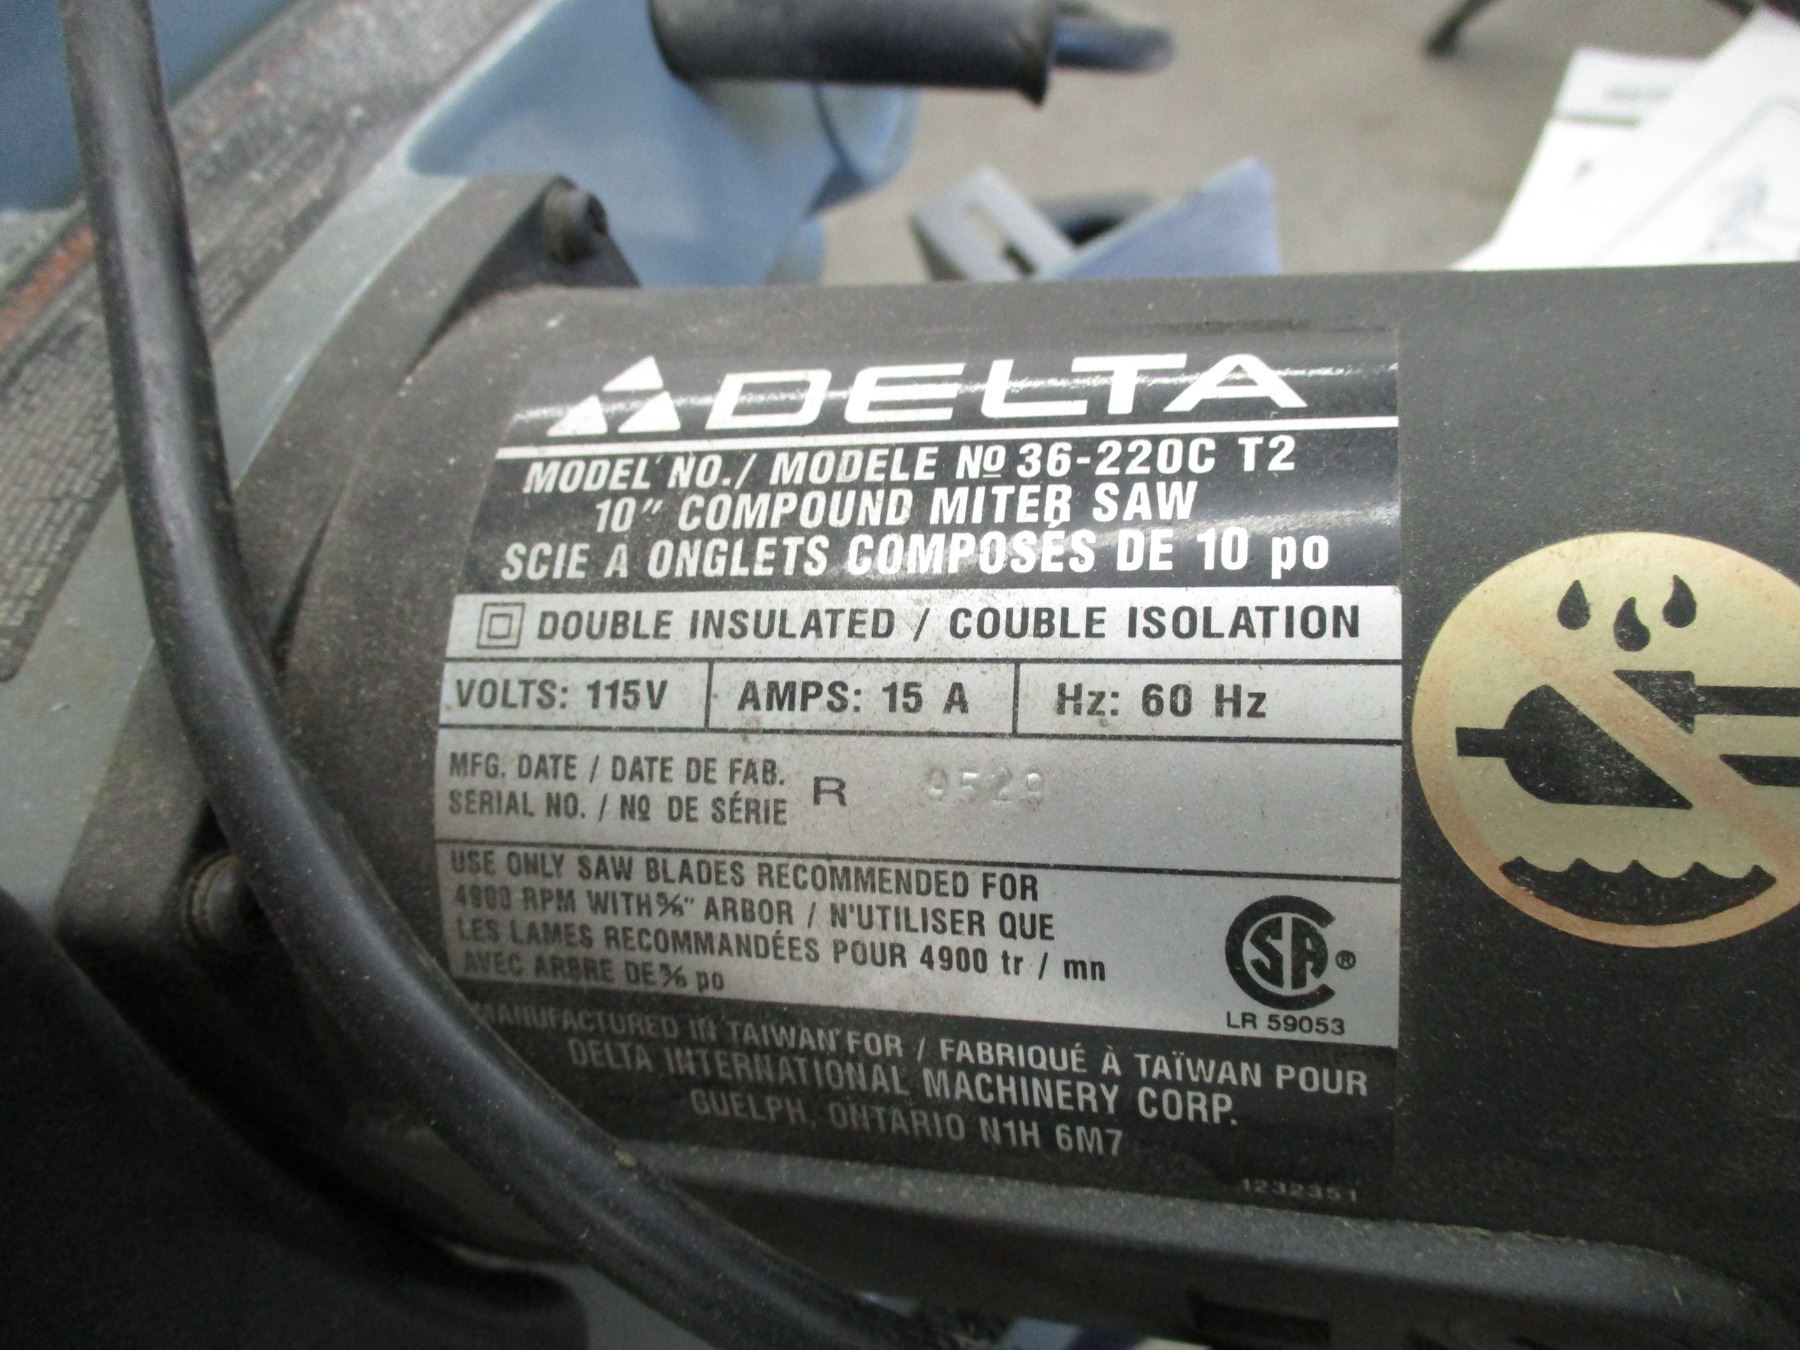 DELTA
MODEL NO./ MODELE Nº 36-220C T2
10" COMPOUND MITER SAW
SCIE A ONGLETS COMPOSÉS DE 10 po
DOUBLE INSULATED / COUBLE ISOLATION
VOLTS: 115V AMPS: 15 A Hz: 60 Hz
MFG. DATE / DATE DE FAB.
SERIAL NO. / Nº DE SÉRIE R 9529
USE ONLY SAW BLADES RECOMMENDED FOR
4900 RPM WITH 5/8" ARBOR / N'UTILISER QUE
LES LAMES RECOMMANDÉES POUR 4900 tr / mn
AVEC ARBRE DE 5/8 po
SA ®
LR 59053
MANUFACTURED IN TAIWAN FOR / FABRIQUÉ À TAÏWAN POUR
DELTA INTERNATIONAL MACHINERY CORP.
GUELPH, ONTARIO N1H 6M7
1232351